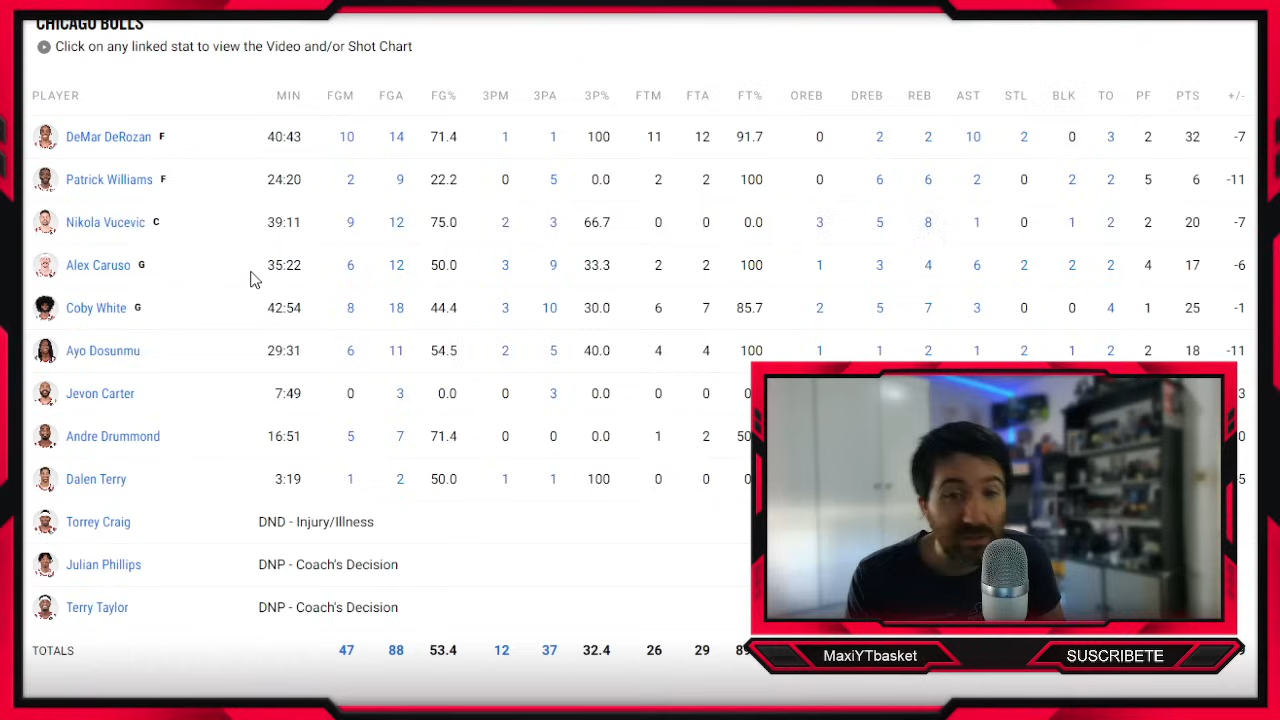 CHICAGO BULLS
Click on any linked stat to view the Video and/or Shot Chart
PLAYER MIN FGM FGA FG% 3PM 3PA 3P% FTM FTA FT% OREB DREB REB AST STL BLK TO PF PTS +/-
DeMar DeRozan F 40:43 10 14 71.4 1 1 100 11 12 91.7 0 2 2 10 2 0 3 2 32 -7
Patrick Williams F 24:20 2 9 22.2 0 5 0.0 2 2 100 0 6 6 2 0 2 2 5 6 -11
Nikola Vucevic C 39:11 9 12 75.0 2 3 66.7 0 0 0.0 3 5 8 1 0 1 2 2 20 -7
Alex Caruso G 35:22 6 12 50.0 3 9 33.3 2 2 100 1 3 4 6 2 2 2 4 17 -6
Coby White G 42:54 8 18 44.4 3 10 30.0 6 7 85.7 2 5 7 3 0 0 4 1 25 -1
Ayo Dosunmu 29:31 6 11 54.5 2 5 40.0 4 4 100 1 1 2 1 2 1 2 2 18 -11
Jevon Carter 7:49 0 3 0.0 0 3 0.0 0 0 0 3
Andre Drummond 16:51 5 7 71.4 0 0 0.0 1 2 50 0
Dalen Terry 3:19 1 2 50.0 1 1 100 0 0 0 5
Torrey Craig DND - Injury/Illness
Julian Phillips DNP - Coach's Decision
Terry Taylor DNP - Coach's Decision
TOTALS 47 88 53.4 12 37 32.4 26 29
MaxiYTbasket SUSCRIBETE